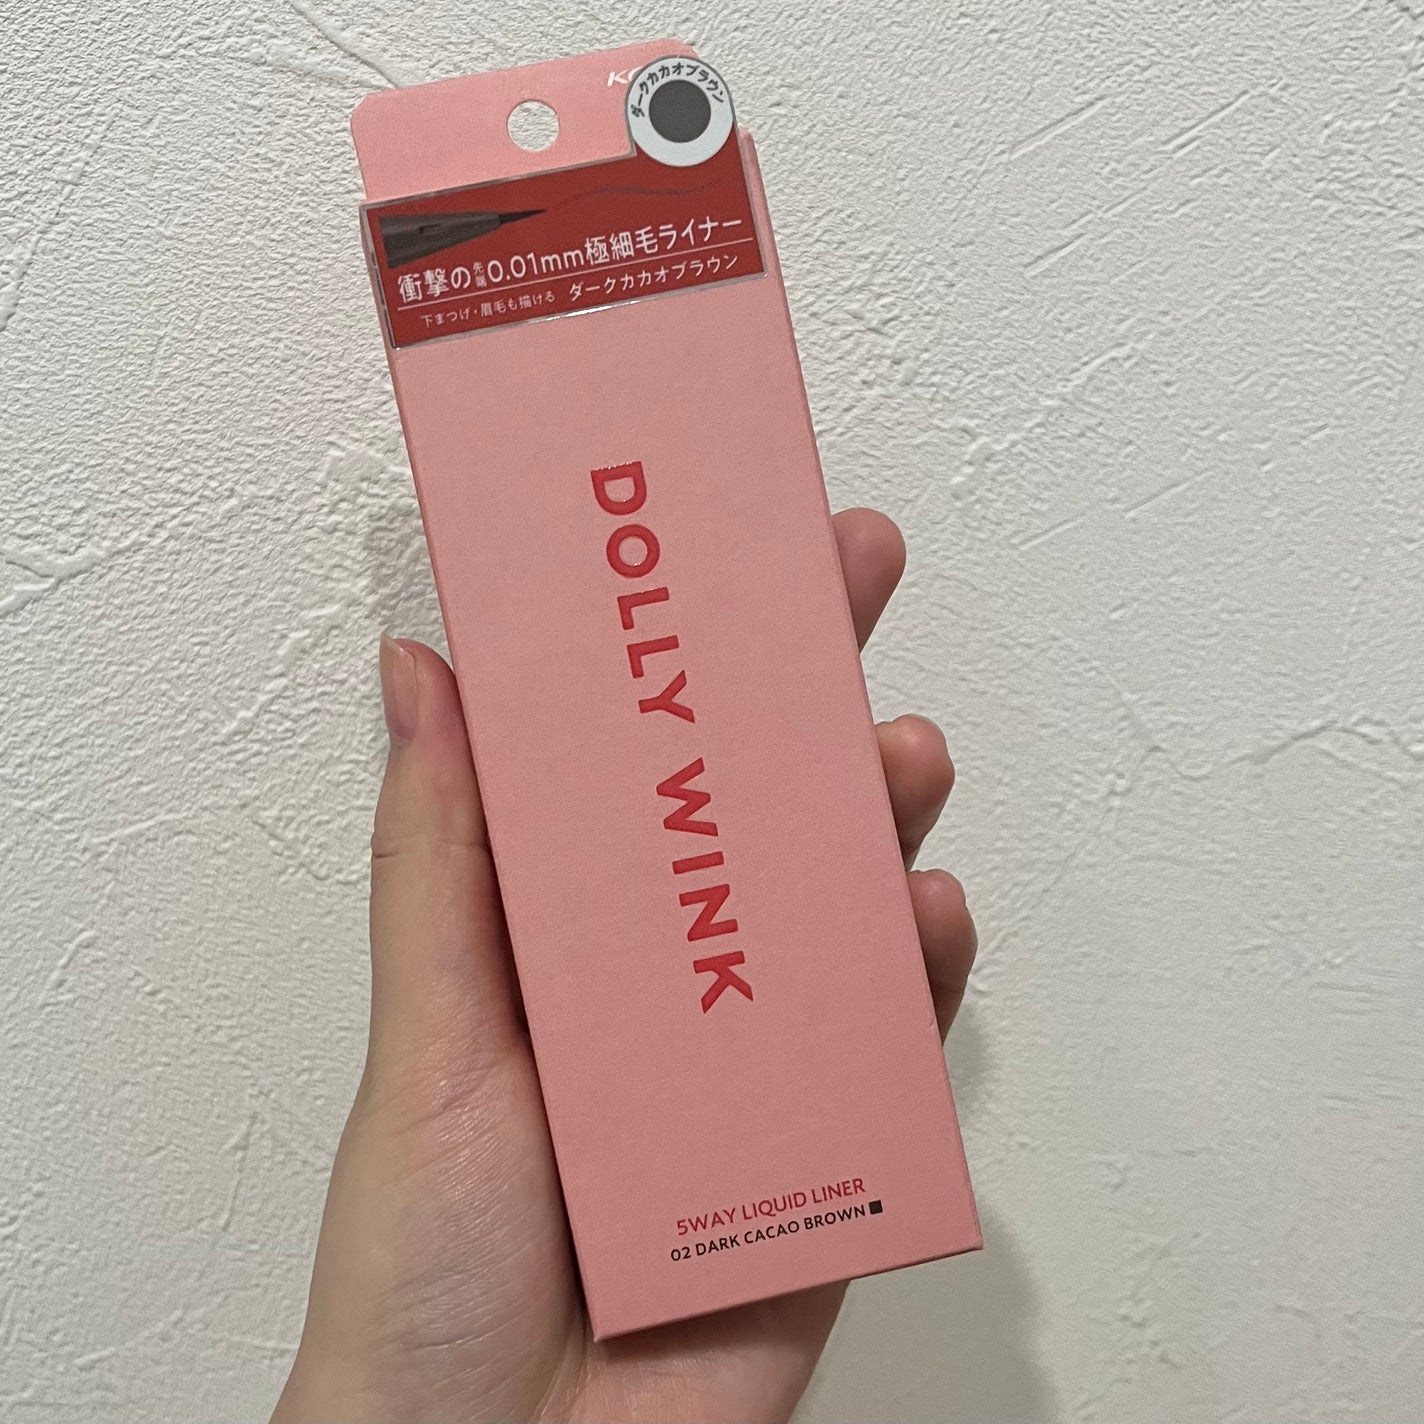 ダークカカオブラウン
衝撃の先端0.01mm極細毛ライナー
下まつげ・眉毛も描ける ダークカカオブラウン
DOLLY WINK
5WAY LIQUID LINER
02 DARK CACAO BROWN